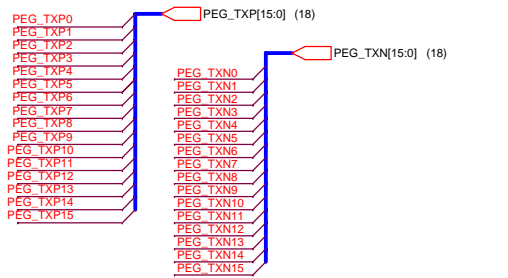 PEG_TXP[15:0] (18)
PEG_TXP0
PEG_TXP1
PEG_TXP2
PEG_TXP3
PEG_TXP4
PEG_TXP5
PEG_TXP6
PEG_TXP7
PEG_TXP8
PEG_TXP9
PEG_TXP10
PEG_TXP11
PEG_TXP12
PEG_TXP13
PEG_TXP14
PEG_TXP15
PEG_TXN[15:0] (18)
PEG_TXN0
PEG_TXN1
PEG_TXN2
PEG_TXN3
PEG_TXN4
PEG_TXN5
PEG_TXN6
PEG_TXN7
PEG_TXN8
PEG_TXN9
PEG_TXN10
PEG_TXN11
PEG_TXN12
PEG_TXN13
PEG_TXN14
PEG_TXN15